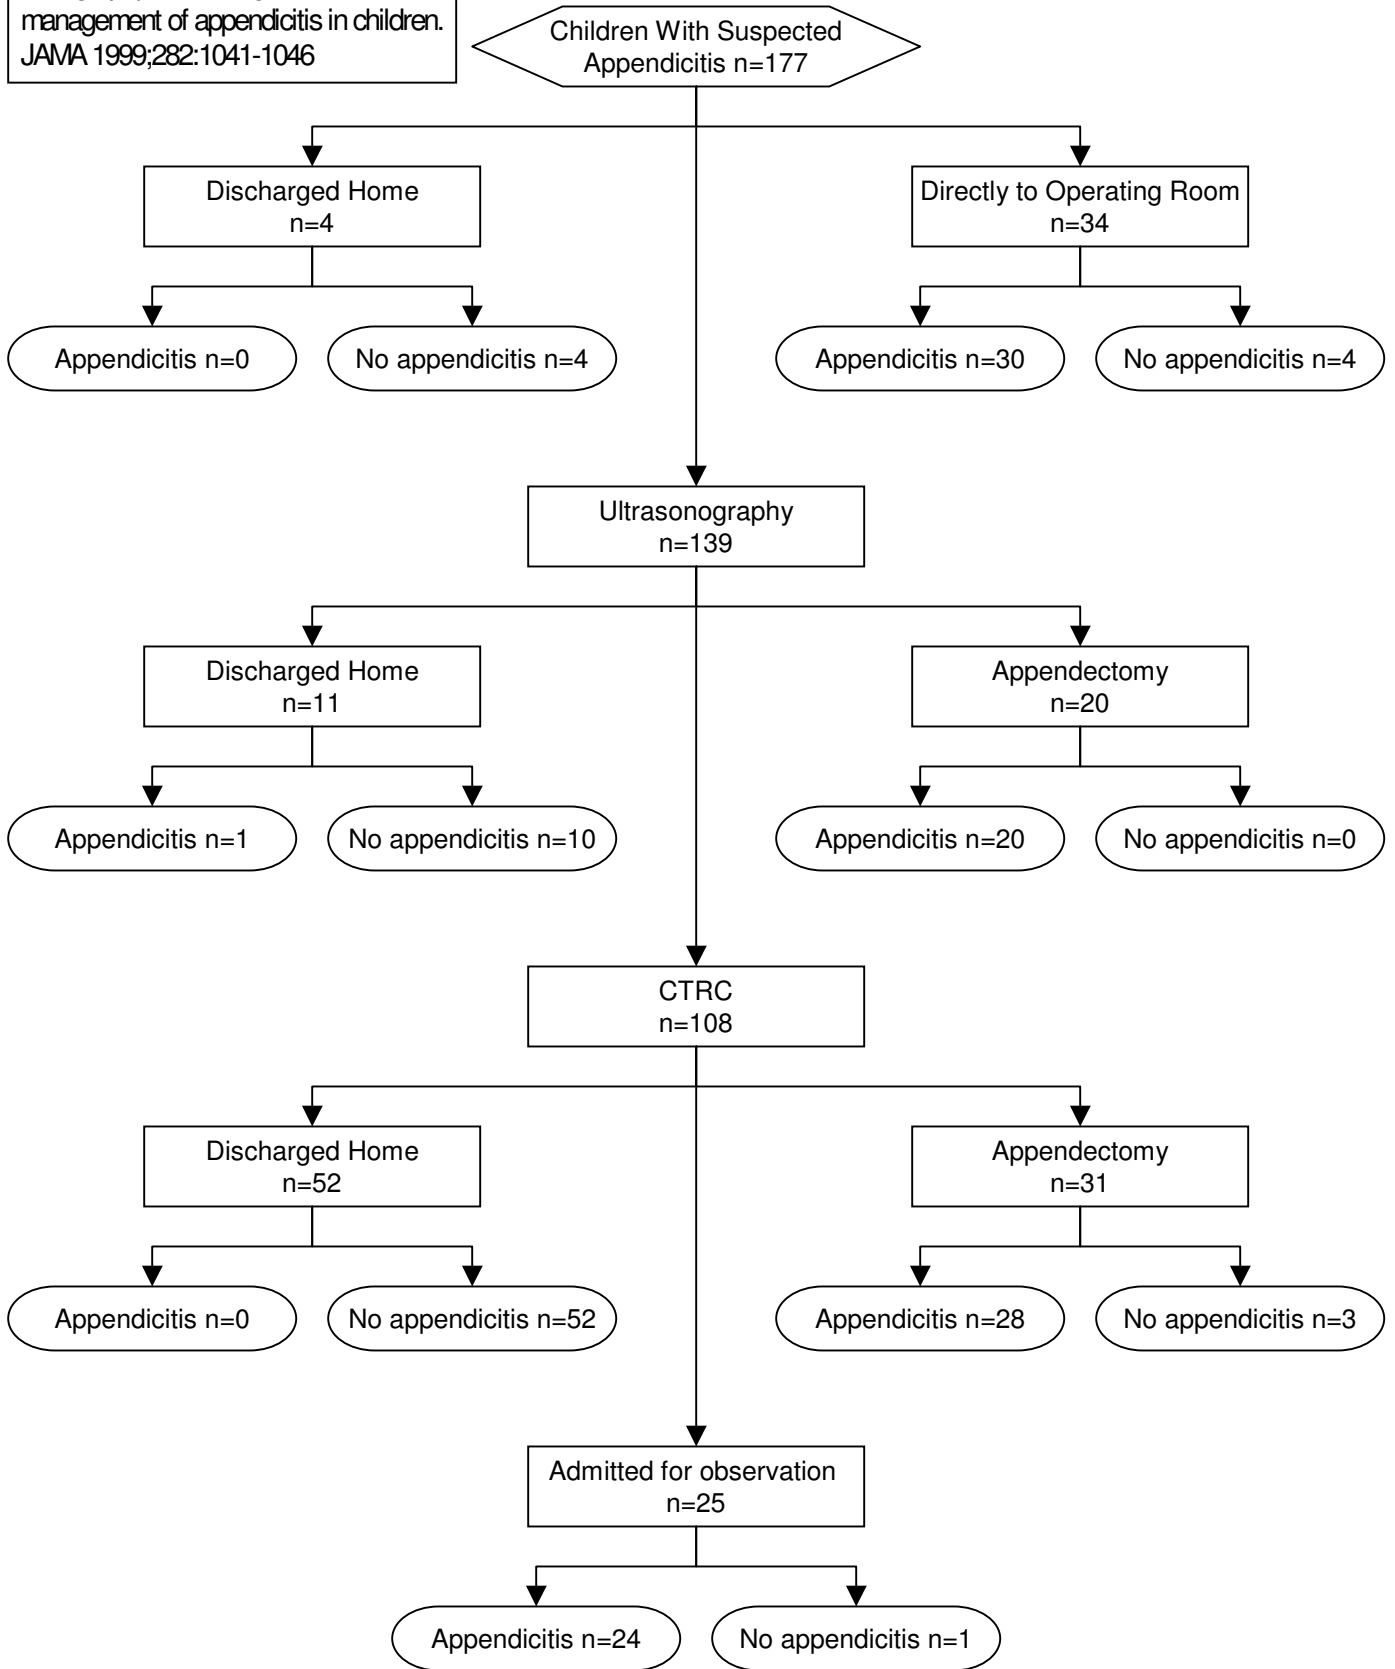 management of appendicitis in children.
JAMA 1999;282:1041-1046
Children With Suspected
Appendicitis n=177
Discharged Home
n=4
Directly to Operating Room
n=34
Appendicitis n=0
No appendicitis n=4
Appendicitis n=30
No appendicitis n=4
Ultrasonography
n=139
Discharged Home
n=11
Appendectomy
n=20
Appendicitis n=1
No appendicitis n=10
Appendicitis n=20
No appendicitis n=0
CTRC
n=108
Discharged Home
n=52
Appendectomy
n=31
Appendicitis n=0
No appendicitis n=52
Appendicitis n=28
No appendicitis n=3
Admitted for observation
n=25
Appendicitis n=24
No appendicitis n=1